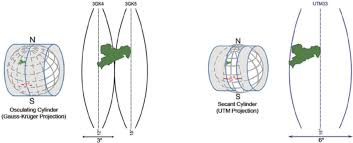 3GK4
3GK5
UTM33
N
N
S
S
Osculating Cylinder
(Gauss-Krüger Projection)
Secant Cylinder
(UTM Projection)
12°
15°
15°
3°
6°